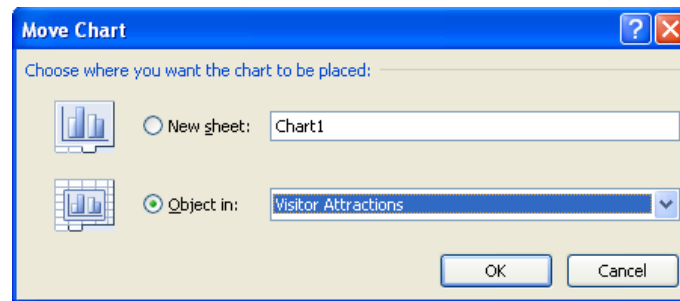 Move Chart
Choose where you want the chart to be placed:
New sheet: Chart1
Object in: Visitor Attractions
OK Cancel